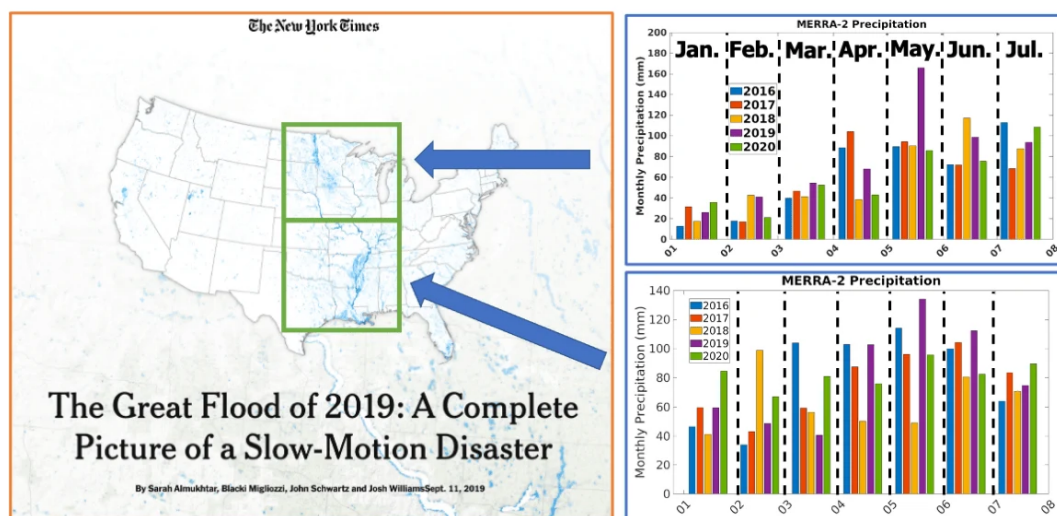 The New York Times
The Great Flood of 2019: A Complete
Picture of a Slow-Motion Disaster
By Sarah Almukhtar, Blacki Migliozzi, John Schwartz and Josh WilliamsSept. 11, 2019
MERRA-2 Precipitation
Monthly Precipitation (mm)
200
180
160
140
120
100
80
60
40
20
0
Jan. Feb. Mar. Apr. May. Jun. Jul.
2016
2017
2018
2019
2020
01 02 03 04 05 06 07 08
MERRA-2 Precipitation
Monthly Precipitation (mm)
140
120
100
80
60
40
20
0
2016
2017
2018
2019
2020
01 02 03 04 05 06 07 08